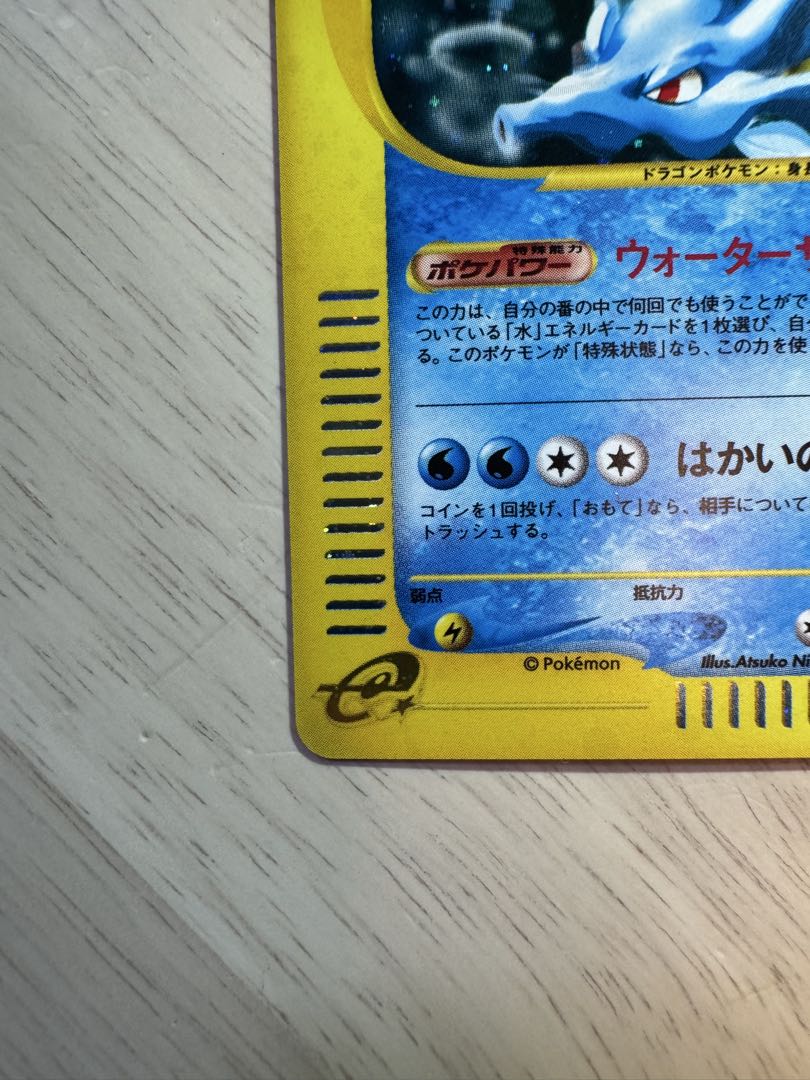 ドラゴンポケモン:身長
特殊能力
ポケパワー ウォーター
この力は、自分の番の中で何回でも使うことがで
ついている「水」エネルギーカードを1枚選び、自
る。このポケモンが「特殊状態」なら、この力を使
はかいの
コインを1回投げ、「おもて」なら、相手について
トラッシュする。
弱点 抵抗力
© Pokémon Illus.Atsuko Ni
e